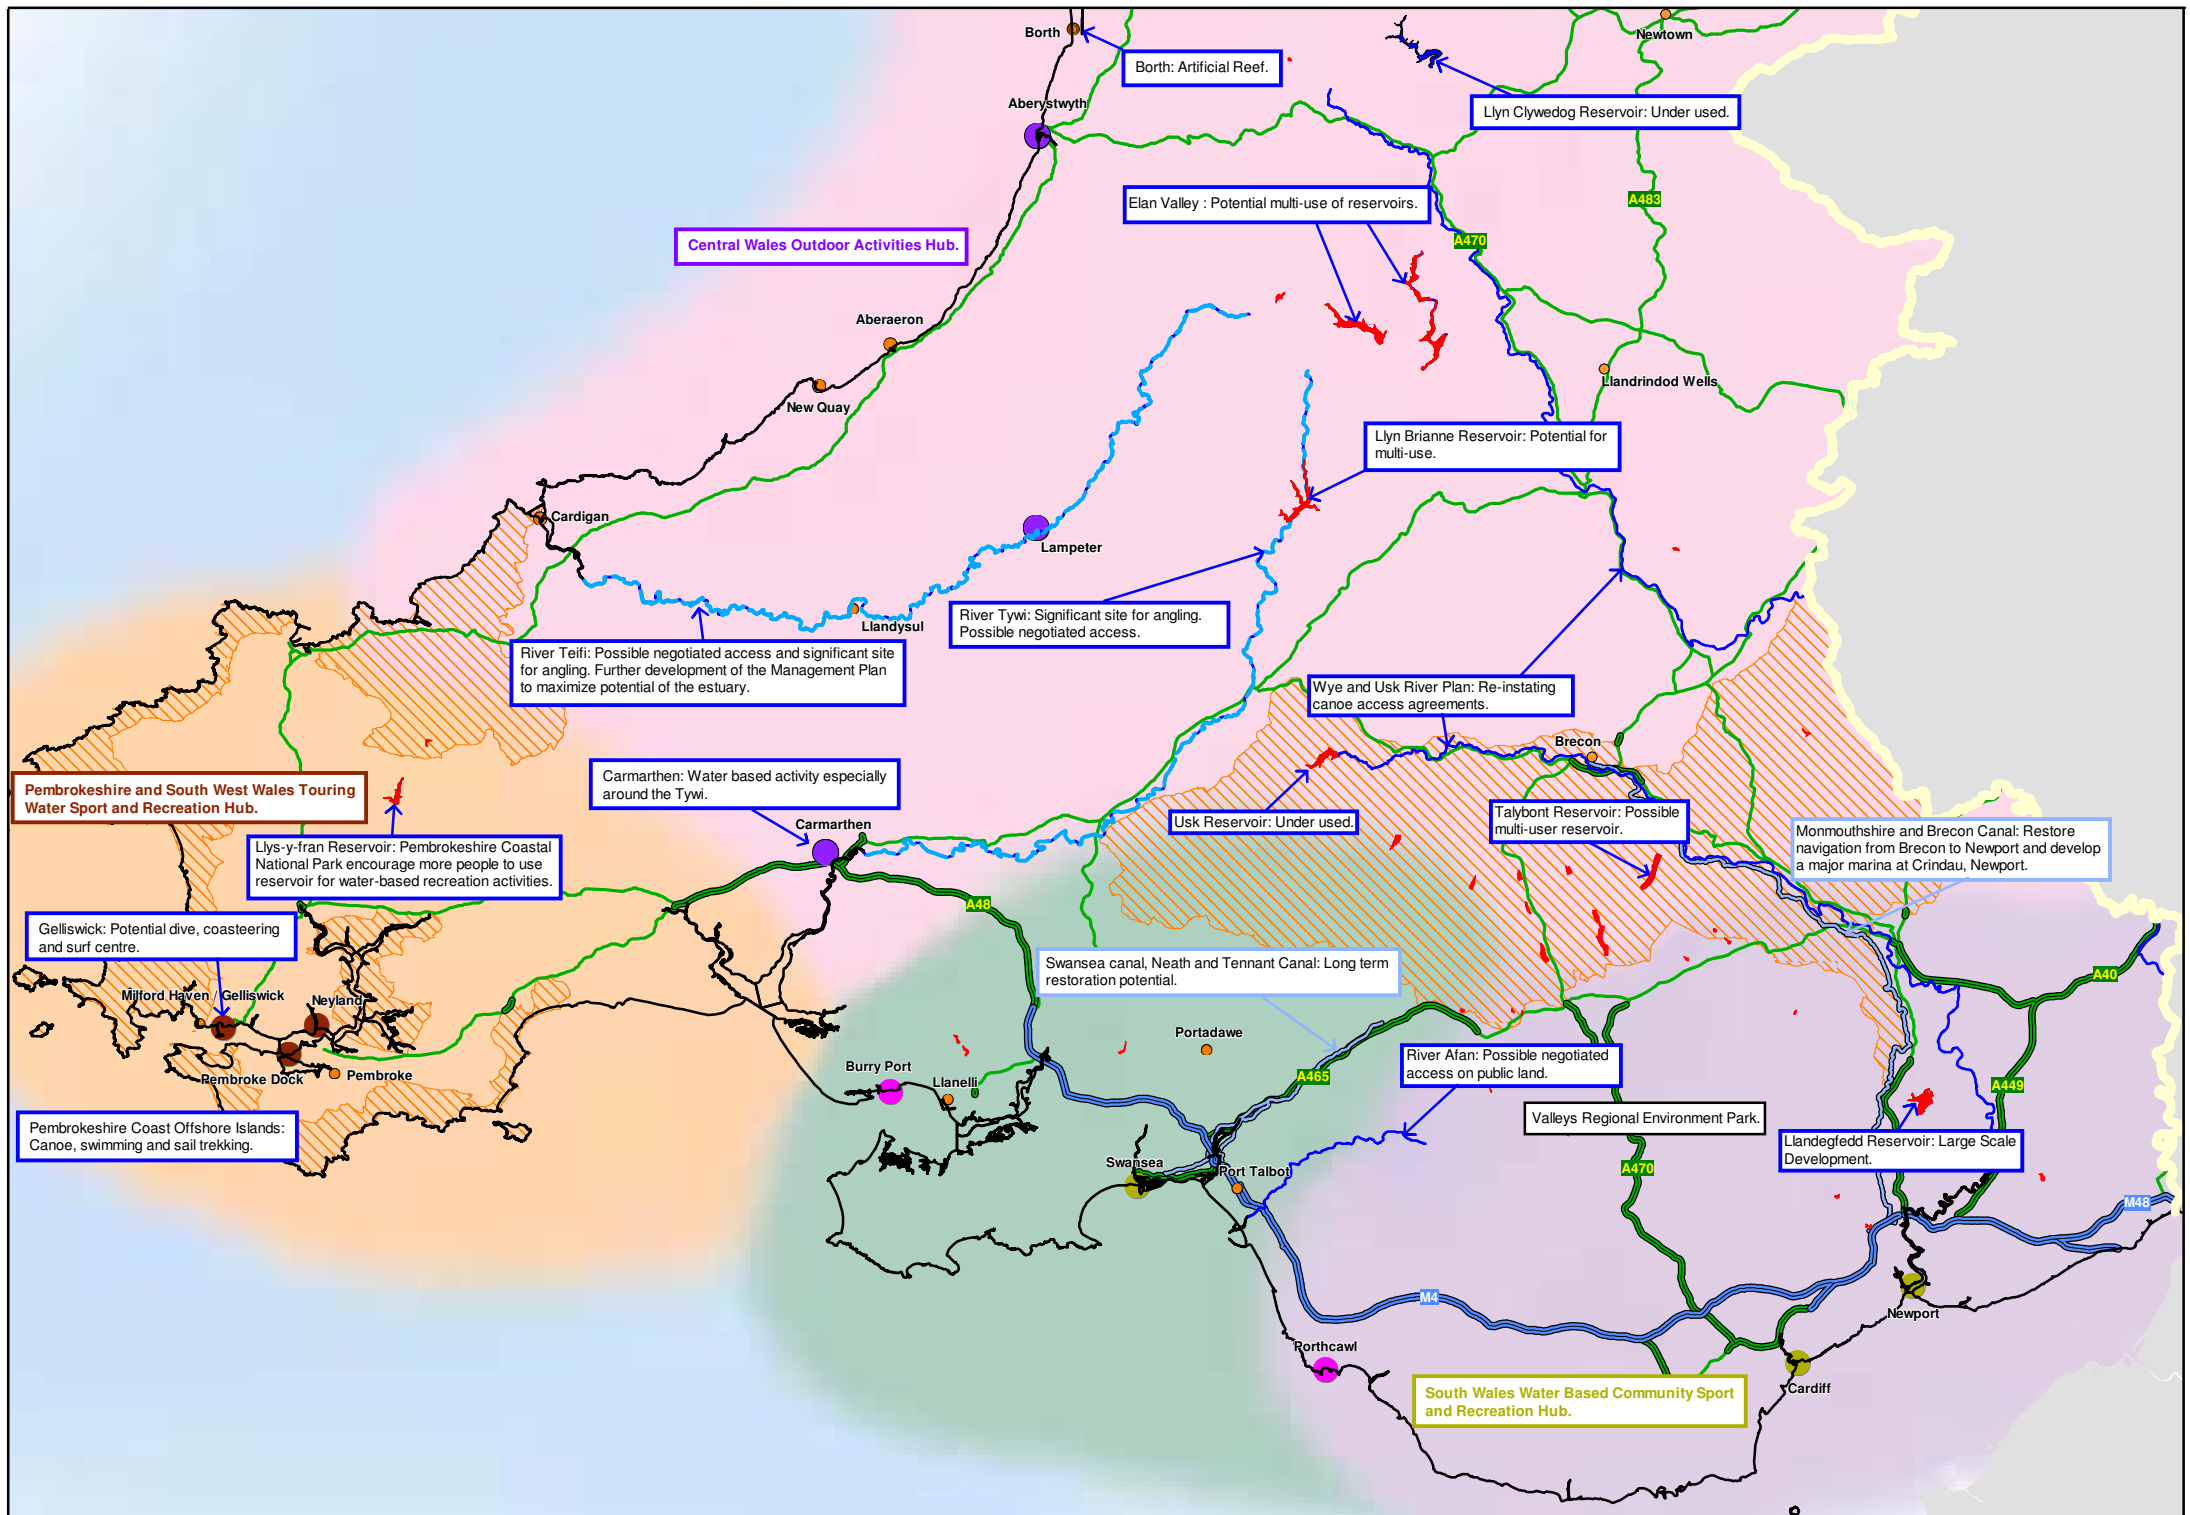 Borth
Newtown
Borth: Artificial Reef.
Aberystwyth
Llyn Clywedog Reservoir: Under used.
A483
Elan Valley : Potential multi-use of reservoirs.
A470
Central Wales Outdoor Activities Hub.
Aberaeron
Llandrindod Wells
New Quay
Llyn Brianne Reservoir: Potential for
multi-use.
Cardigan
Lampeter
River Tywi: Significant site for angling.
Possible negotiated access.
Llandysul
River Teifi: Possible negotiated access and significant site
for angling. Further development of the Management Plan
to maximize potential of the estuary.
Wye and Usk River Plan: Re-instating
canoe access agreements.
Brecon
Carmarthen: Water based activity especially
around the Tywi.
Pembrokeshire and South West Wales Touring
Water Sport and Recreation Hub.
Usk Reservoir: Under used.
Talybont Reservoir: Possible
multi-user reservoir.
Carmarthen
Monmouthshire and Brecon Canal: Restore
navigation from Brecon to Newport and develop
a major marina at Crindau, Newport.
Llys-y-fran Reservoir: Pembrokeshire Coastal
National Park encourage more people to use
reservoir for water-based recreation activities.
A48
Gelliswick: Potential dive, coasteering
and surf centre.
Swansea canal, Neath and Tennant Canal: Long term
restoration potential.
A40
Milford Haven / Gelliswick
Neyland
Portadawe
River Afan: Possible negotiated
access on public land.
Burry Port
Llanelli
A465
A449
Pembroke Dock
Pembroke
Valleys Regional Environment Park.
Pembrokeshire Coast Offshore Islands:
Canoe, swimming and sail trekking.
Llandegfedd Reservoir: Large Scale
Development.
Swansea
Port Talbot
A470
M48
M4
Newport
Porthcawl
Cardiff
South Wales Water Based Community Sport
and Recreation Hub.